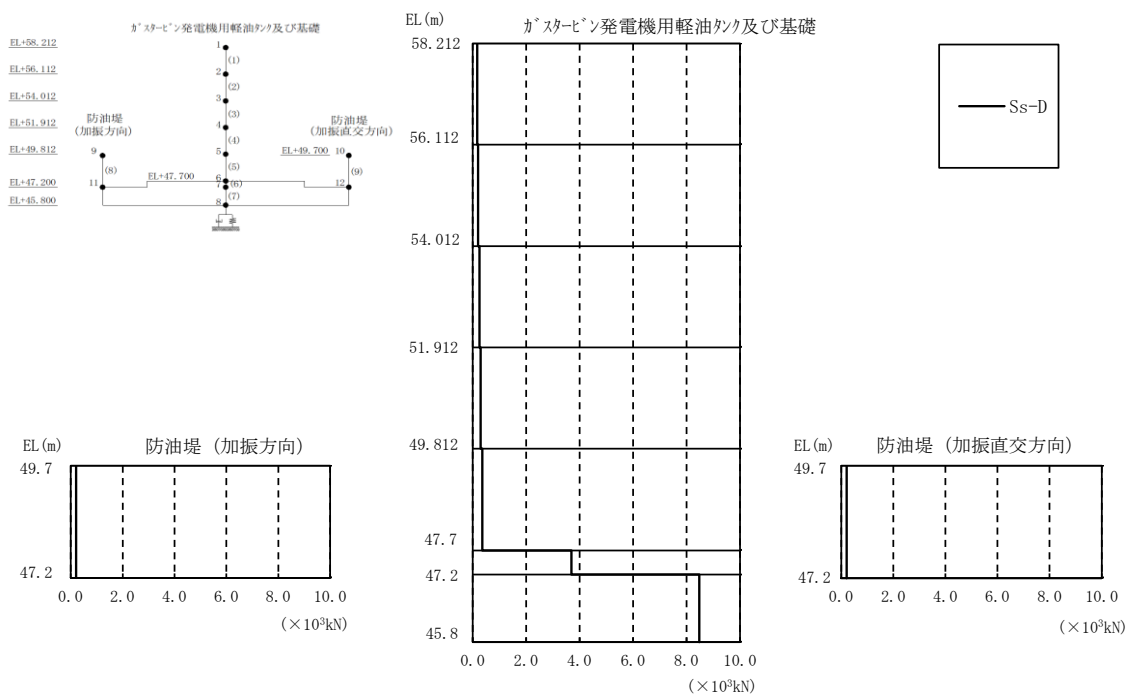 ｶﾞｽﾀｰﾋﾞﾝ発電機用軽油ﾀﾝｸ及び基礎
EL+58.212
EL+56.112
EL+54.012
EL+51.912
EL+49.812
EL+47.200
EL+45.800
防油堤
(加振方向)
防油堤
(加振直交方向)
EL+49.700
EL+47.700
1
2
3
4
5
6
7
8
9
10
11
12
(1)
(2)
(3)
(4)
(5)
(6)
(7)
(8)
(9)
EL(m)
ｶﾞｽﾀｰﾋﾞﾝ発電機用軽油ﾀﾝｸ及び基礎
58.212
56.112
54.012
51.912
49.812
47.7
47.2
45.8
0.0 2.0 4.0 6.0 8.0 10.0
(×10³kN)
Ss-D
EL(m)
防油堤 (加振方向)
49.7
47.2
0.0 2.0 4.0 6.0 8.0 10.0
(×10³kN)
EL(m)
防油堤 (加振直交方向)
49.7
47.2
0.0 2.0 4.0 6.0 8.0 10.0
(×10³kN)